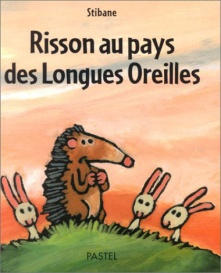 Stibane
Risson au pays
des Longues Oreilles
PASTEL